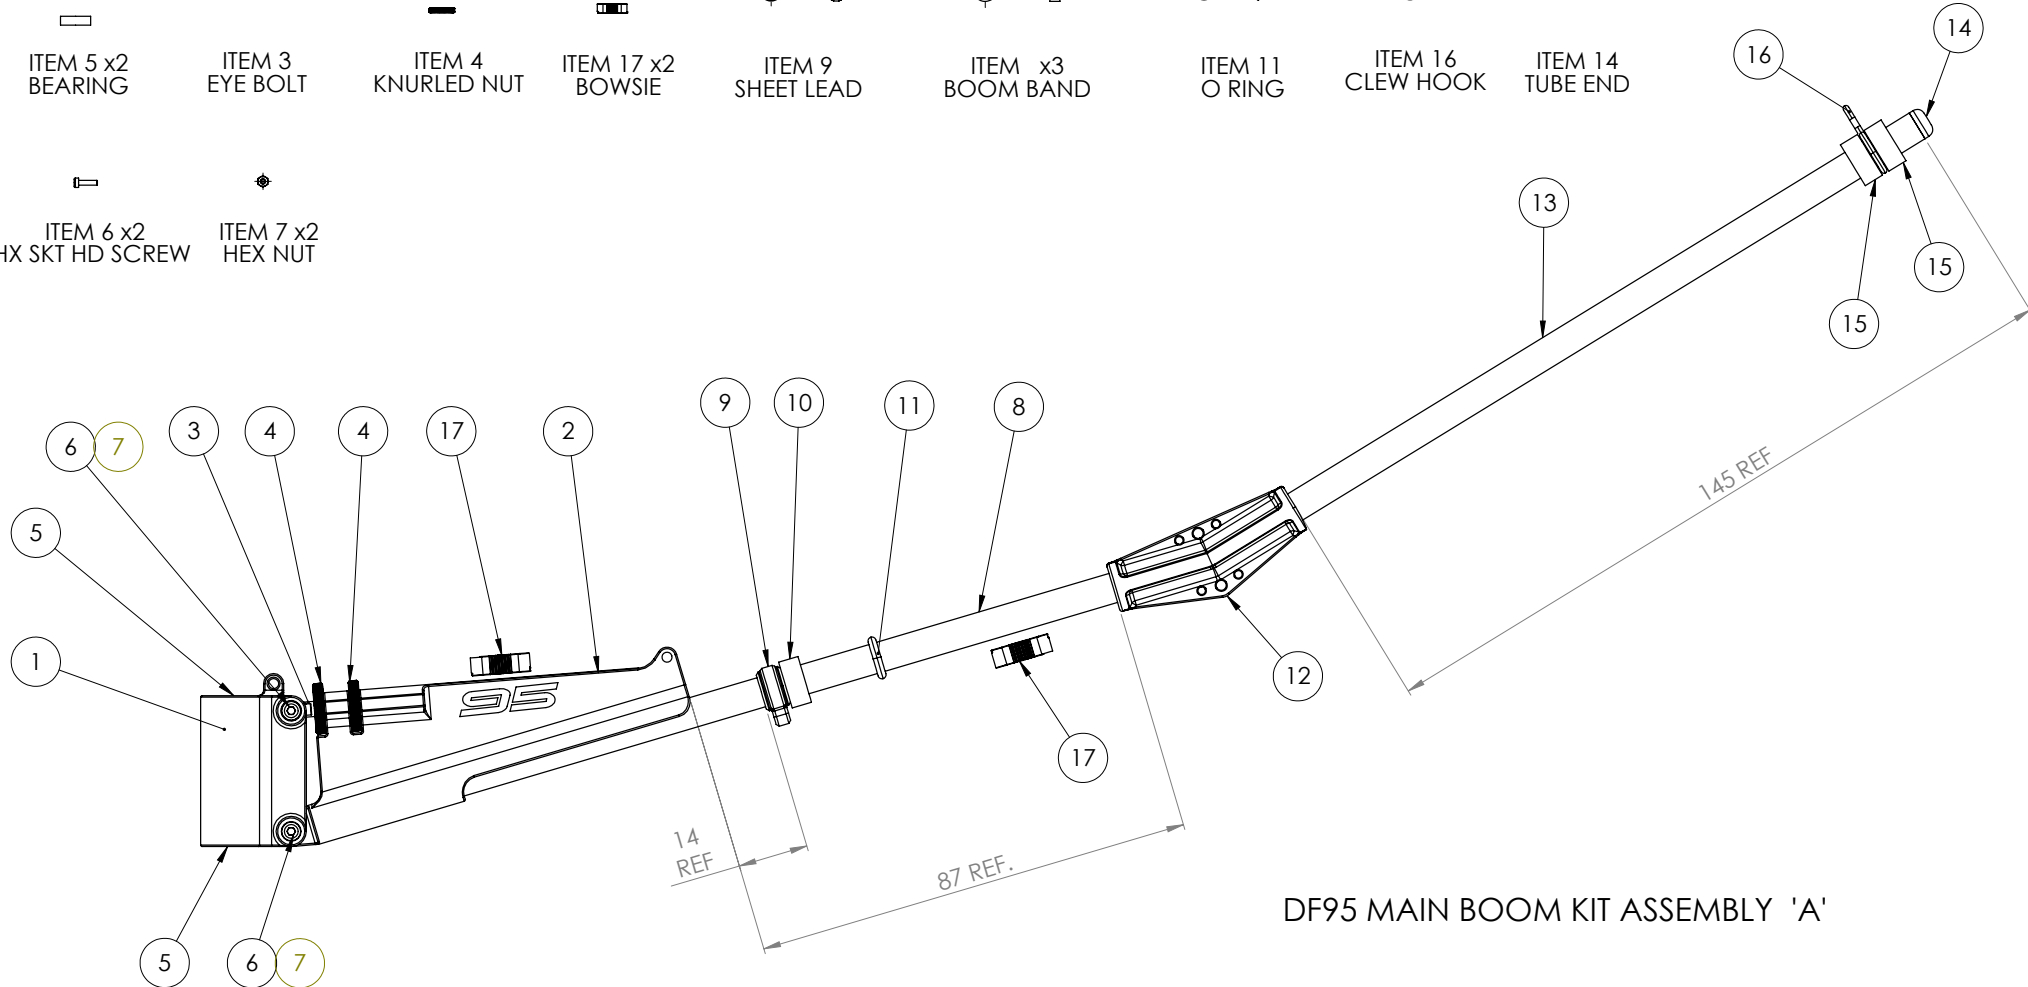 ITEM 5 x2
BEARING
ITEM 3
EYE BOLT
ITEM 4
KNURLED NUT
ITEM 17 x2
BOWSIE
ITEM 9
SHEET LEAD
ITEM x3
BOOM BAND
ITEM 11
O RING
ITEM 16
CLEW HOOK
ITEM 14
TUBE END
ITEM 6 x2
HX SKT HD SCREW
ITEM 7 x2
HEX NUT
16
14
13
15
15
145 REF
6
7
3
4
4
17
2
9
10
11
8
5
1
95
12
17
14
REF
87 REF.
5
6
7
DF95 MAIN BOOM KIT ASSEMBLY 'A'